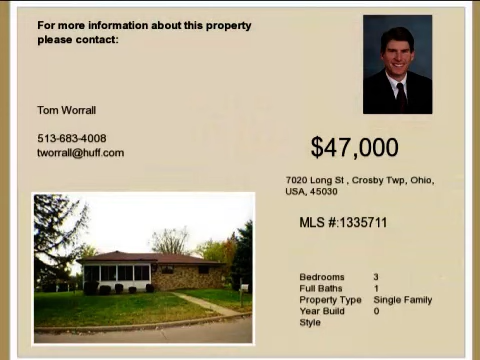 For more information about this property
please contact:
Tom Worrall
513-683-4008
tworrall@huff.com
$47,000
7020 Long St , Crosby Twp, Ohio,
USA, 45030
MLS #:1335711
Bedrooms 3
Full Baths 1
Property Type Single Family
Year Build 0
Style